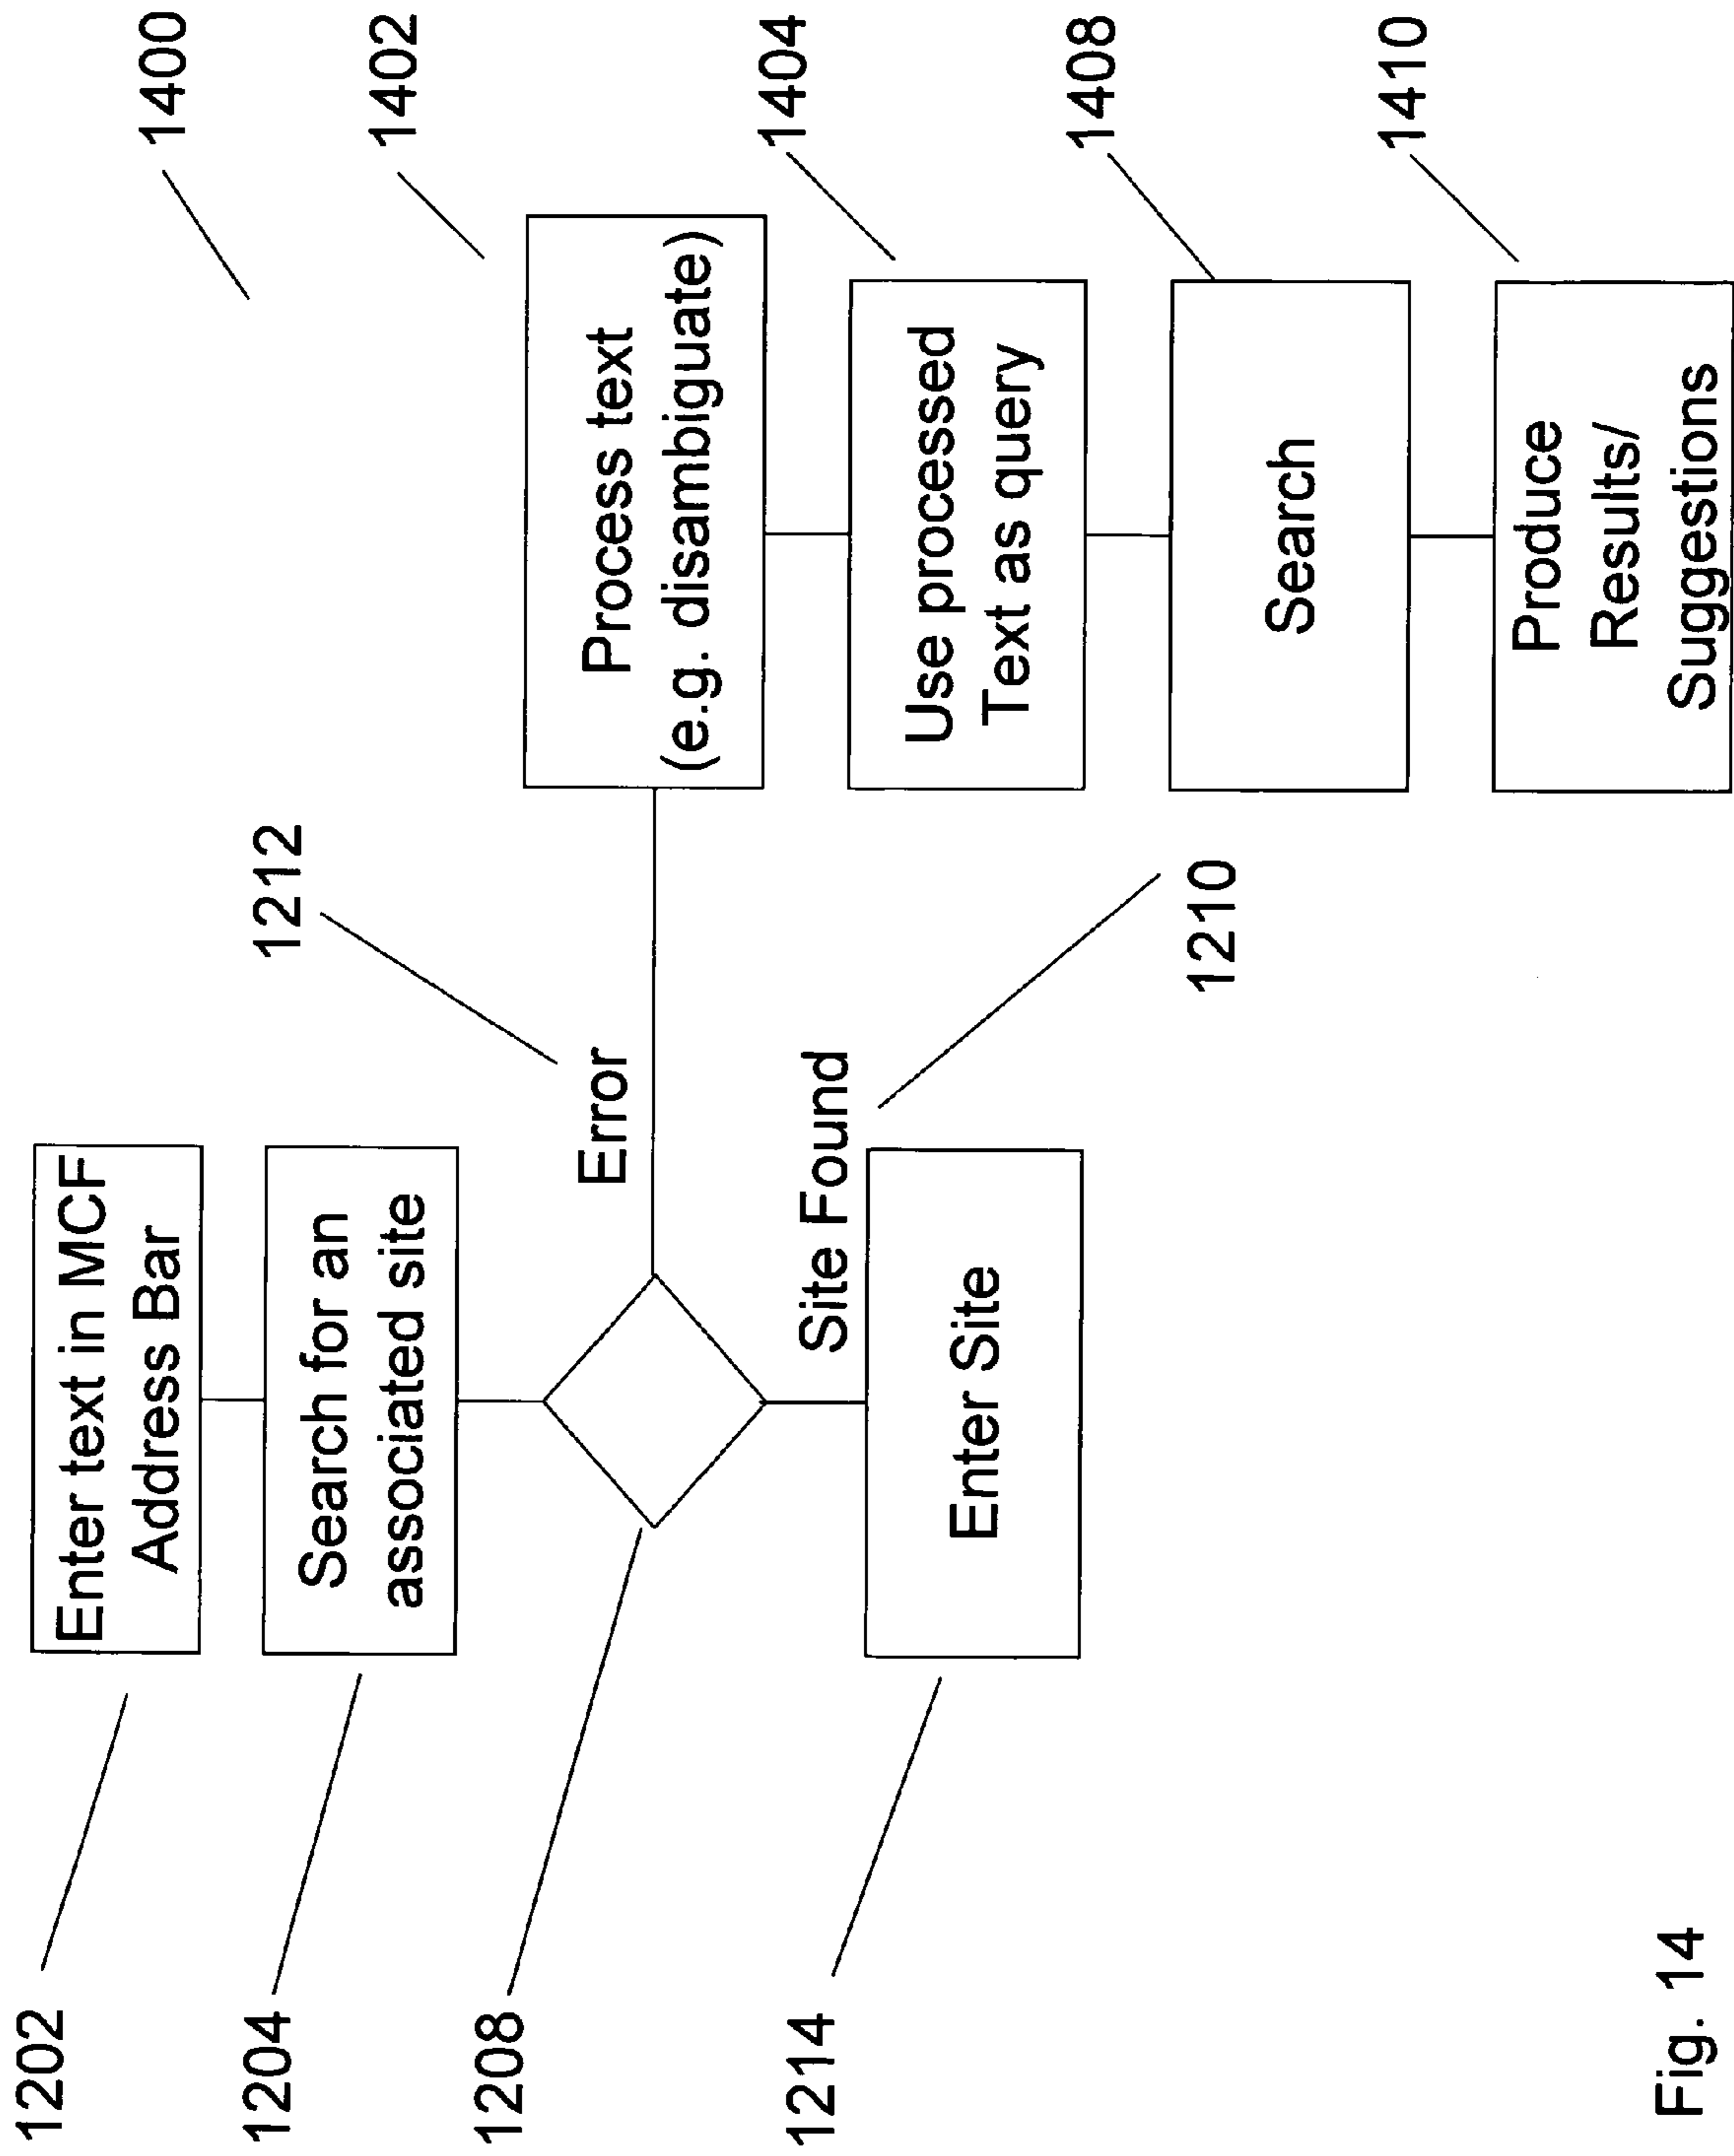 1202
Enter text in MCF
Address Bar
1204
Search for an
associated site
1208
1212
Error
1210
Site Found
1214
Enter Site
1400
1402
Process text
(e.g. disambiguate)
1404
Use processed
Text as query
1408
Search
1410
Produce
Results/
Suggestions
Fig. 14